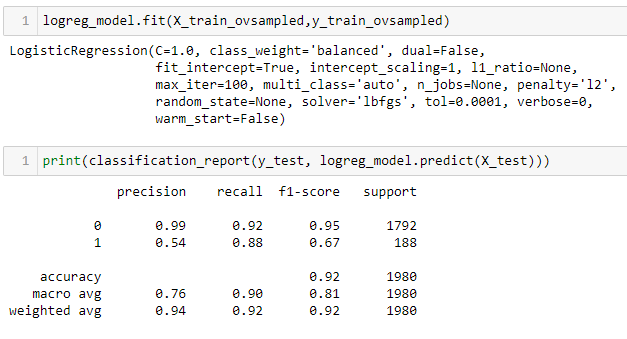 1 logreg_model.fit(X_train_ovsampled,y_train_ovsampled)
LogisticRegression(C=1.0, class_weight='balanced', dual=False,
fit_intercept=True, intercept_scaling=1, l1_ratio=None,
max_iter=100, multi_class='auto', n_jobs=None, penalty='l2',
random_state=None, solver='lbfgs', tol=0.0001, verbose=0,
warm_start=False)
1 print(classification_report(y_test, logreg_model.predict(X_test)))
precision recall f1-score support
0 0.99 0.92 0.95 1792
1 0.54 0.88 0.67 188
accuracy 0.92 1980
macro avg 0.76 0.90 0.81 1980
weighted avg 0.94 0.92 0.92 1980